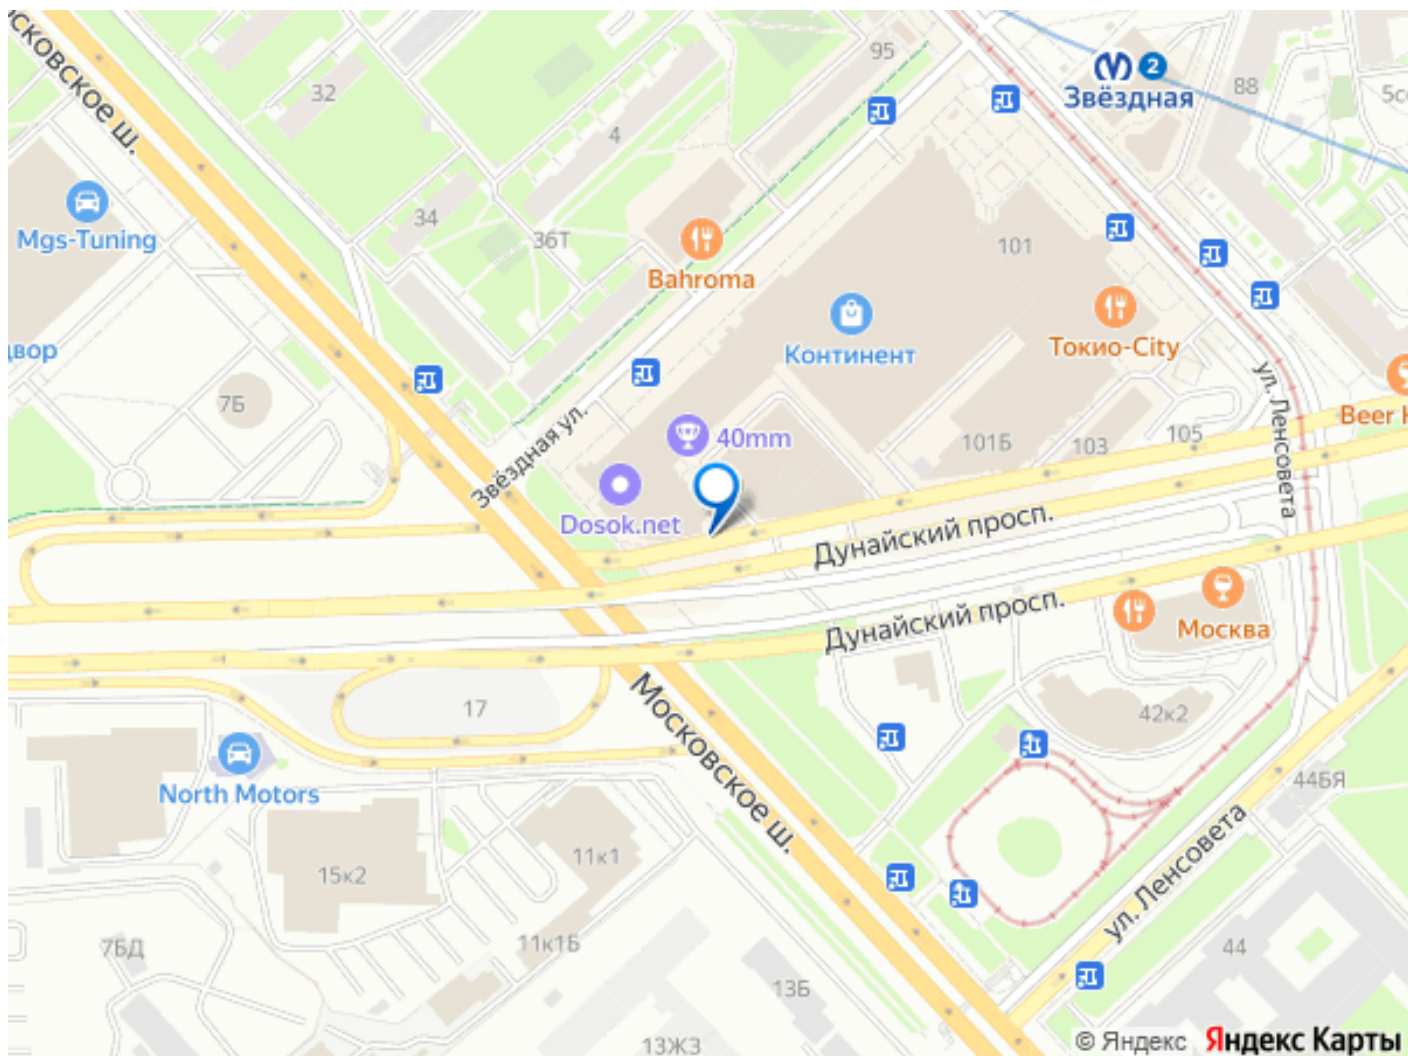 95
2
Звёздная
88
32
4
сковское ш.
34
36Т
101
Mgs-Tuning
Bahroma
Континент
Токио-City
двор
ул. Ленсовета
7Б
Beer
Звёздная ул.
40mm
101Б
103
105
Dosok.net
Дунайский просп.
Дунайский просп.
Москва
17
42к2
Московское ш.
North Motors
44БЯ
15к2
11к1
ул. Ленсовета
7БД
11к1Б
44
13Б
13Ж3
© Яндекс Яндекс Карты